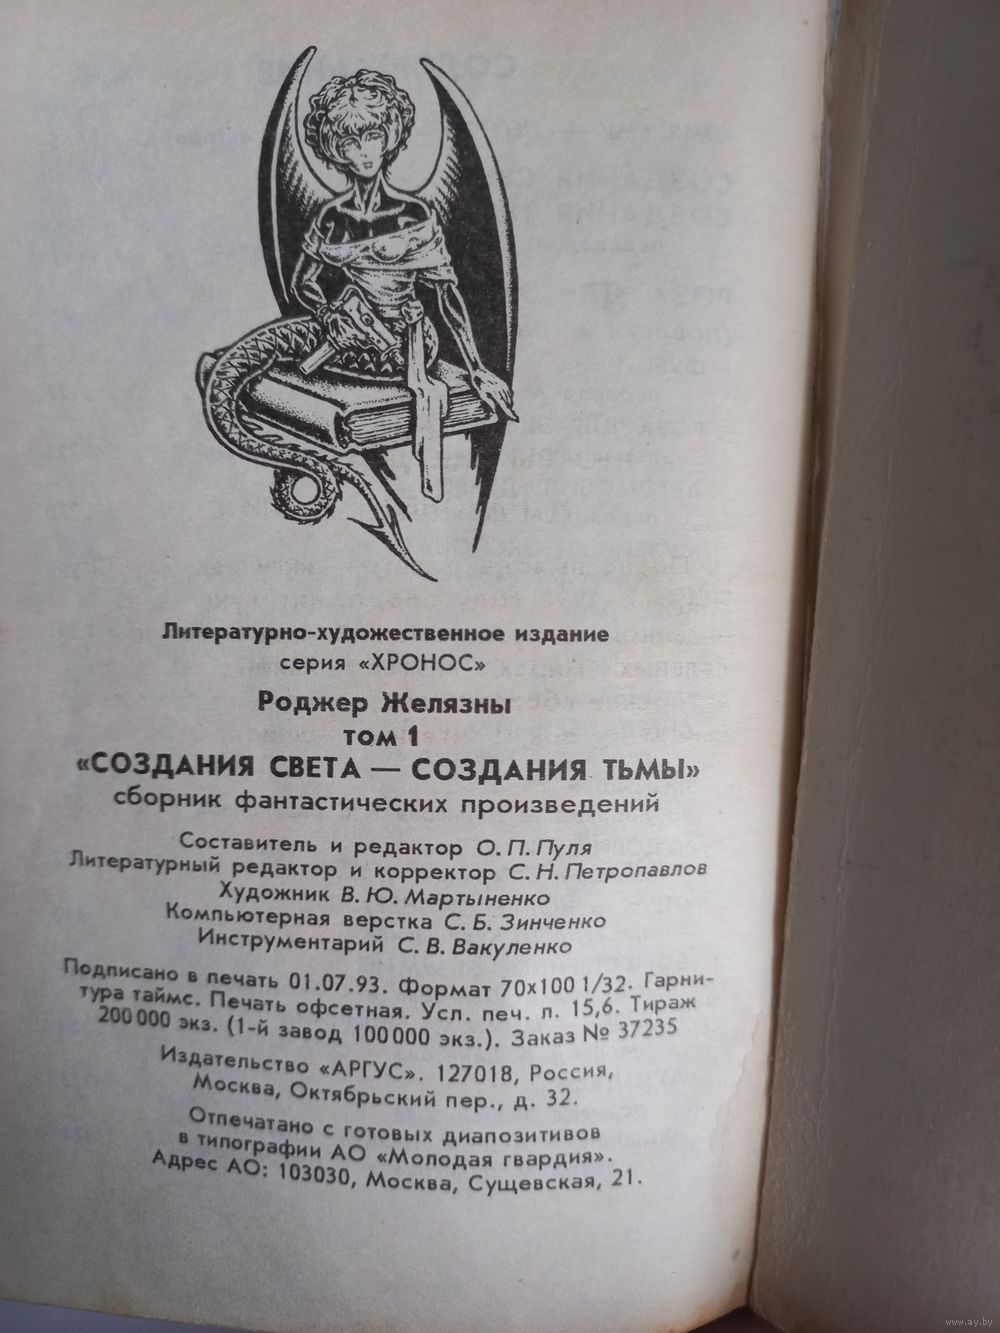 Литературно-художественное издание
серия «ХРОНОС»
Роджер Желязны
том 1
«СОЗДАНИЯ СВЕТА — СОЗДАНИЯ ТЬМЫ»
сборник фантастических произведений
Составитель и редактор О. П. Пуля
Литературный редактор и корректор С. Н. Петропавлов
Художник В. Ю. Мартыненко
Компьютерная верстка С. Б. Зинченко
Инструментарий С. В. Вакуленко
Подписано в печать 01.07.93. Формат 70x100 1/32. Гарни-
тура таймс. Печать офсетная. Усл. печ. л. 15,6. Тираж
200 000 экз. (1-й завод 100 000 экз.). Заказ № 37235
Издательство «АРГУС». 127018, Россия,
Москва, Октябрьский пер., д. 32.
Отпечатано с готовых диапозитивов
в типографии АО «Молодая гвардия».
Адрес АО: 103030, Москва, Сущевская, 21.
www.ay.by